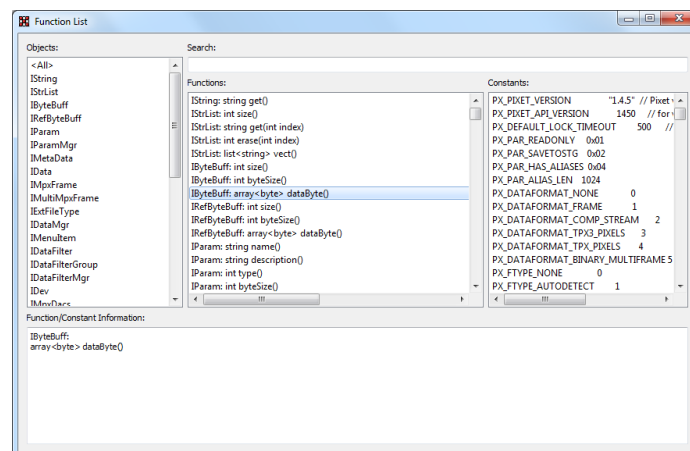 Function List
Objects:
<All>
IString
IStrList
IByteBuff
IRefByteBuff
IParam
IParamMgr
IMetaData
IData
IMpxFrame
IMultiMpxFrame
IExtFileType
IDataMgr
IMenuItem
IDataFilter
IDataFilterGroup
IDataFilterMgr
IDev
IMpxDacs
Search:
Functions:
IString: string get()
IStrList: int size()
IStrList: string get(int index)
IStrList: int erase(int index)
IStrList: list<string> vect()
IByteBuff: int size()
IByteBuff: int byteSize()
IByteBuff: array<byte> dataByte()
IRefByteBuff: int size()
IRefByteBuff: int byteSize()
IRefByteBuff: array<byte> dataByte()
IParam: string name()
IParam: string description()
IParam: int type()
IParam: int byteSize()
Constants:
PX_PIXET_VERSION "1.4.5" // Pixet
PX_PIXET_API_VERSION 1450 // for
PX_DEFAULT_LOCK_TIMEOUT 500 //
PX_PAR_READONLY 0x01
PX_PAR_SAVETOSTG 0x02
PX_PAR_HAS_ALIASES 0x04
PX_PAR_ALIAS_LEN 1024
PX_DATAFORMAT_NONE 0
PX_DATAFORMAT_FRAME 1
PX_DATAFORMAT_COMP_STREAM 2
PX_DATAFORMAT_TPX3_PIXELS 3
PX_DATAFORMAT_TPX_PIXELS 4
PX_DATAFORMAT_BINARY_MULTIFRAME 5
PX_FTYPE_NONE 0
PX_FTYPE_AUTODETECT 1
Function/Constant Information:
IByteBuff:
array<byte> dataByte()